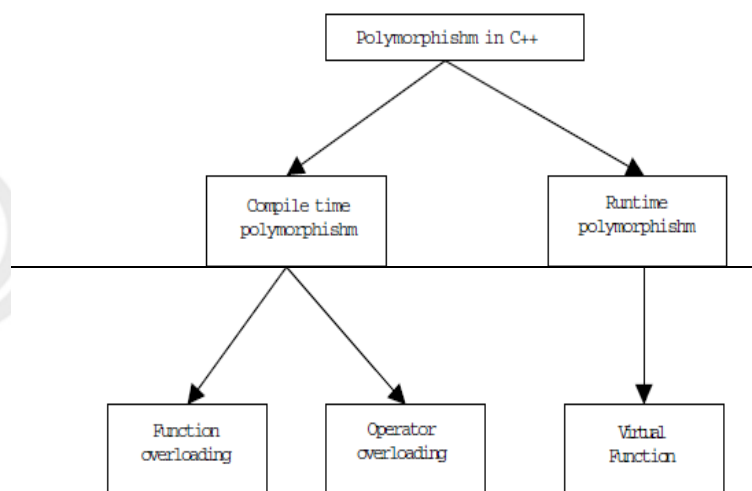 Polymorphishm in C++
Compile time
polymorphishm
Runtime
polymorphishm
Function
overloading
Operator
overloading
Virtual
Function